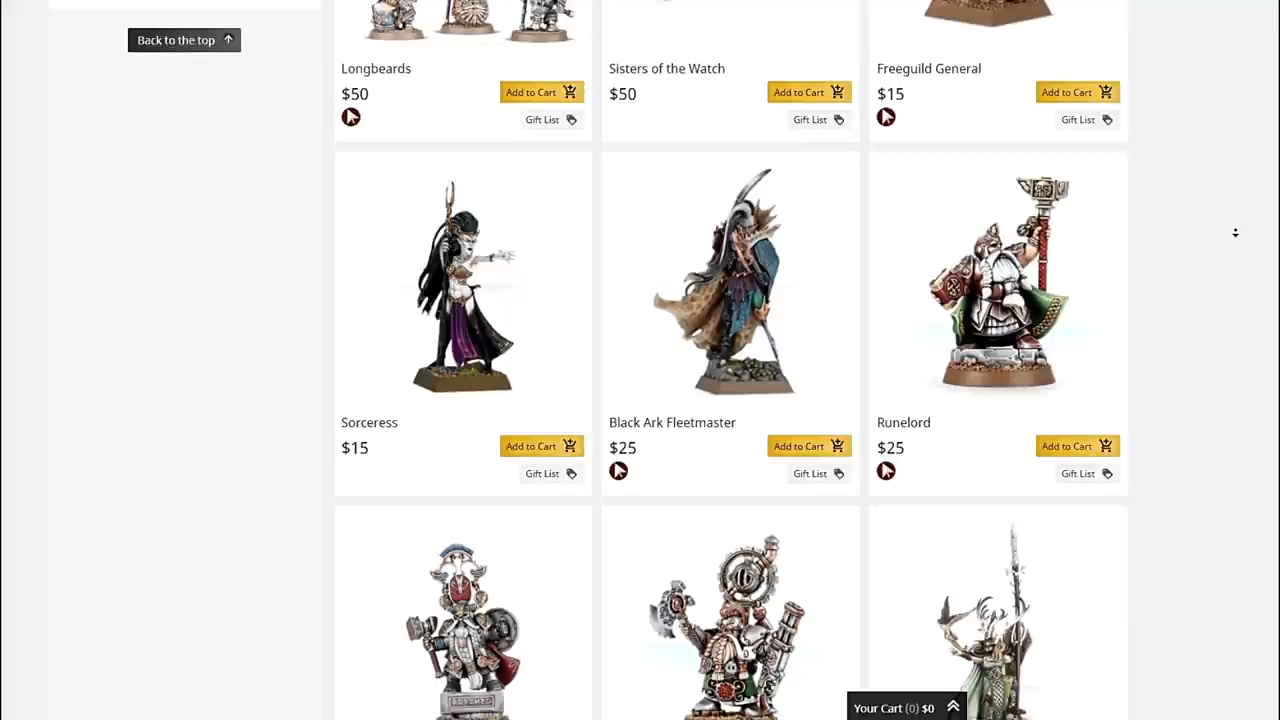 Back to the top
Longbeards
$50
Add to Cart
Gift List
Sisters of the Watch
$50
Add to Cart
Gift List
Freeguild General
$15
Add to Cart
Gift List
Sorceress
$15
Add to Cart
Gift List
Black Ark Fleetmaster
$25
Add to Cart
Gift List
Runelord
$25
Add to Cart
Gift List
Your Cart (0) $0